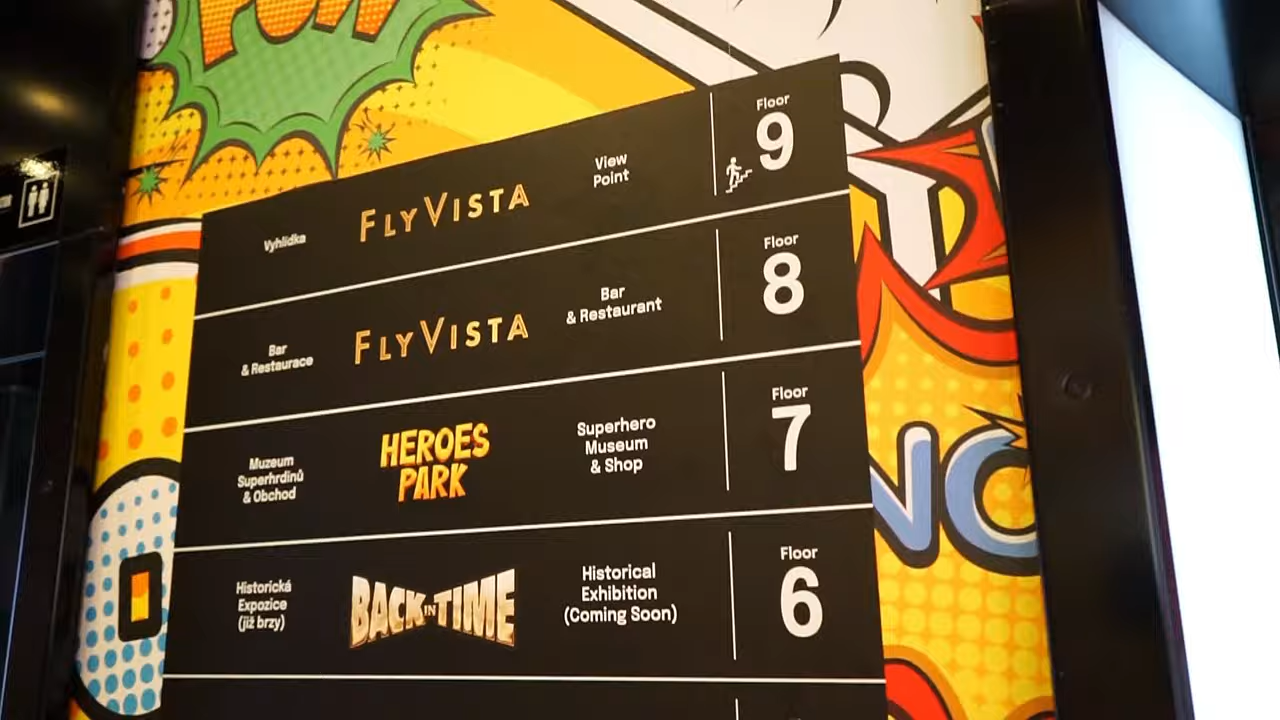 POW
Vyhlídka
FLYVISTA
View
Point
Floor
9
Bar
& Restaurace
FLYVISTA
Bar
& Restaurant
Floor
8
Muzeum
Superhrdinů
& Obchod
HEROES
PARK
Superhero
Museum
& Shop
Floor
7
Historická
Expozice
(již brzy)
BACK IN TIME
Historical
Exhibition
(Coming Soon)
Floor
6